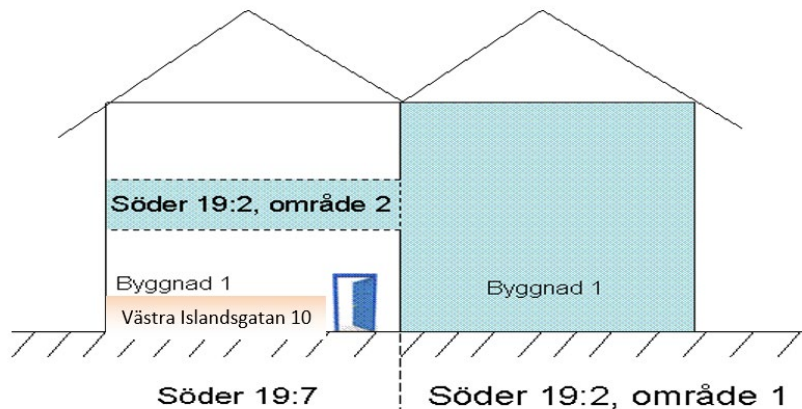 Söder 19:2, område 2
Byggnad 1
Västra Islandsgatan 10
Byggnad 1
Söder 19:7
Söder 19:2, område 1